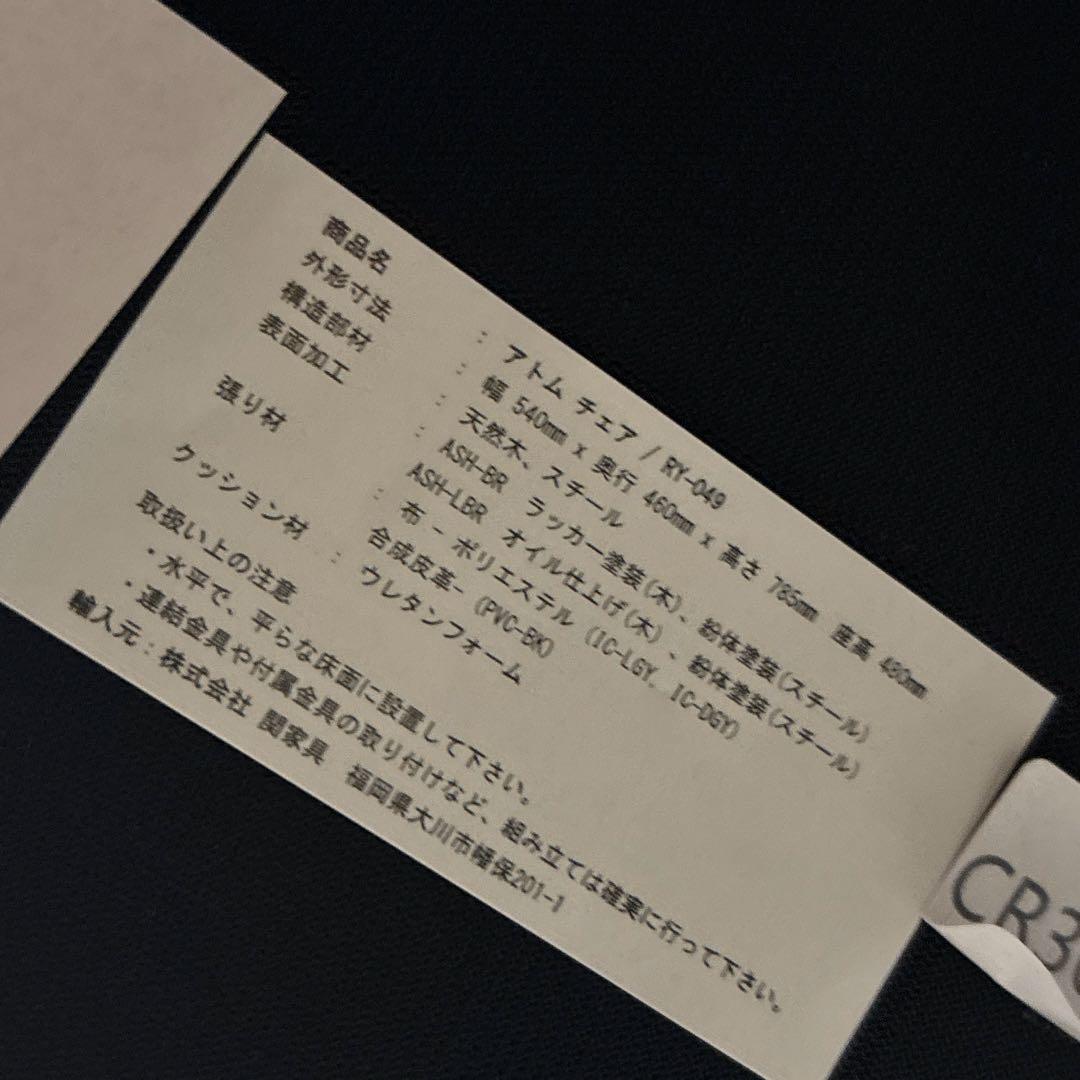 商品名 : アトム チェア / RY-049
外形寸法 : 幅 540mm x 奥行 460mm x 高さ 785mm 座高 480mm
構造部材 : 天然木、スチール
表面加工 : ASH-BR ラッカー塗装(木)、紛体塗装(スチール)
ASH-LBR オイル仕上げ(木)、紛体塗装(スチール)
張り材 : 布 - ポリエステル (IC-LGY, IC-DGY)
合成皮革- (PVC-BK)
クッション材 : ウレタンフォーム
取扱い上の注意
・水平で、平らな床面に設置して下さい。
・連結金具や付属金具の取り付けなど、組み立ては確実に行って下さい。
輸入元：株式会社 関家具 福岡県大川市幡保201-1